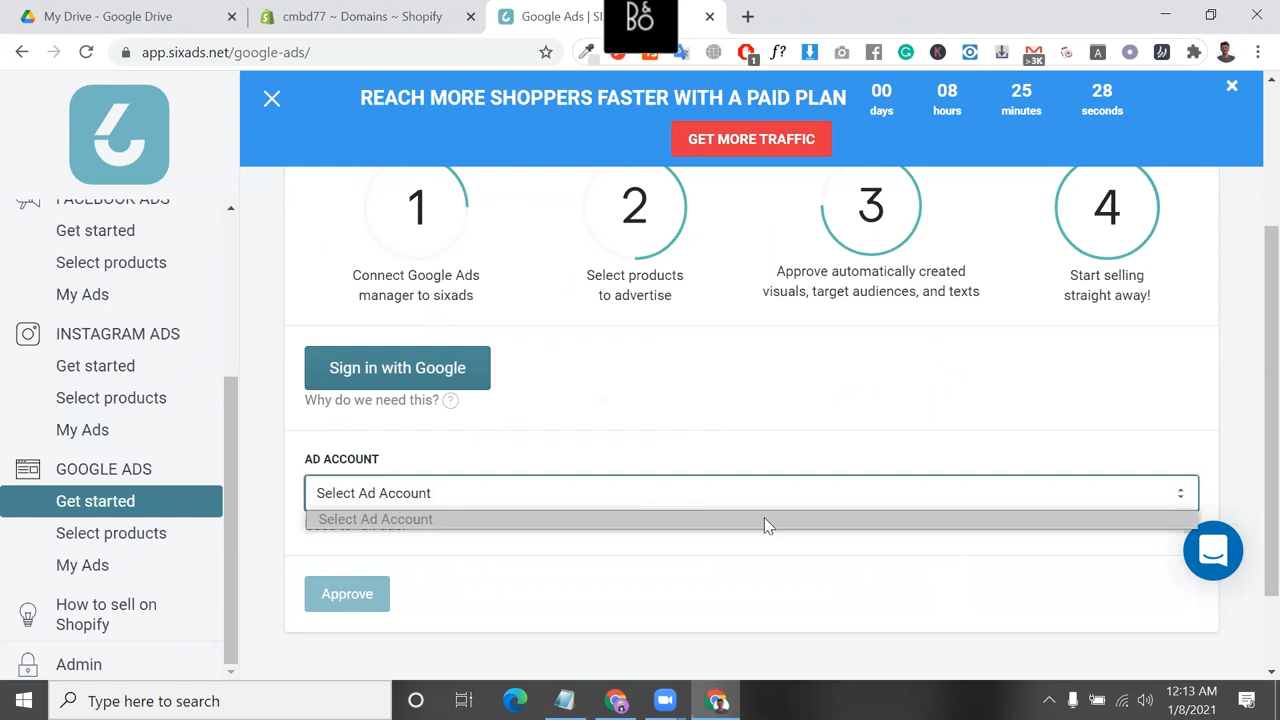 My Drive - Google Drive
cmbd77 ~ Domains ~ Shopify
Google Ads | SI
B&
BO
app.sixads.net/google-ads/
f?
1
>3K
A
K
REACH MORE SHOPPERS FASTER WITH A PAID PLAN
00
08
25
28
days
hours
minutes
seconds
GET MORE TRAFFIC
FACEBOOK ADS
Get started
Select products
My Ads
INSTAGRAM ADS
Get started
Select products
My Ads
GOOGLE ADS
Get started
Select products
My Ads
How to sell on
Shopify
Admin
1
2
3
4
Connect Google Ads
manager to sixads
Select products
to advertise
Approve automatically created
visuals, target audiences, and texts
Start selling
straight away!
Sign in with Google
Why do we need this? ?
AD ACCOUNT
Select Ad Account
Select Ad Account
Approve
Type here to search
12:13 AM
1/8/2021